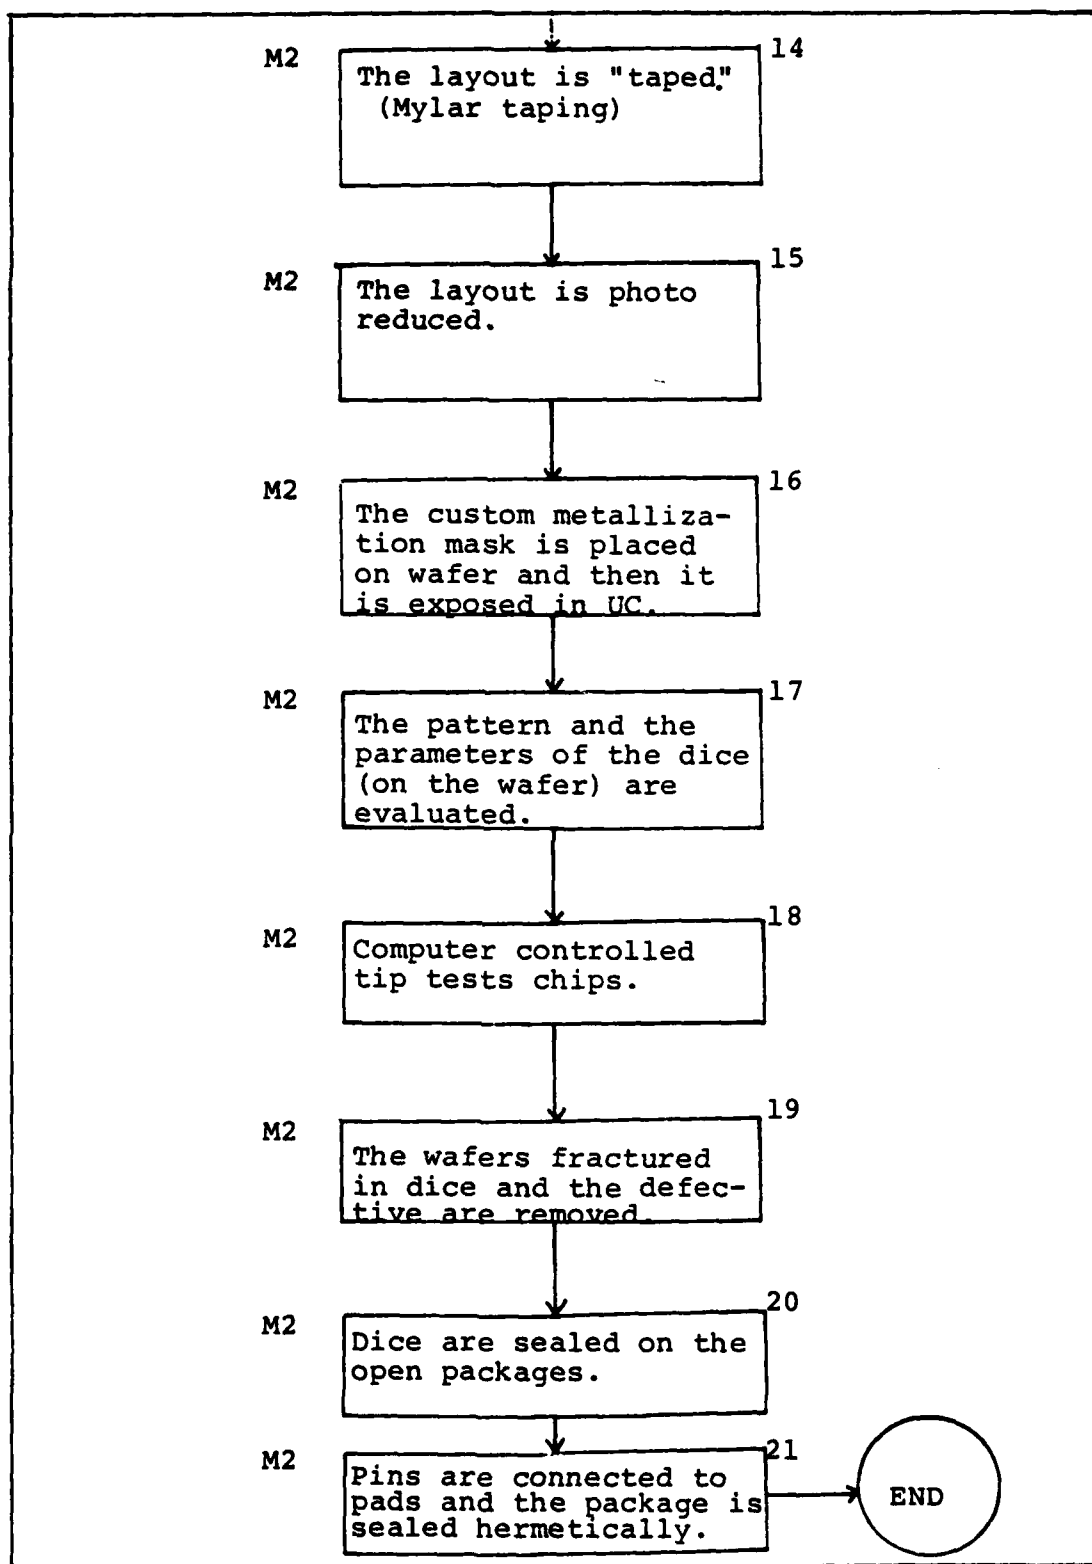 M2
14
The layout is "taped."
(Mylar taping)
M2
15
The layout is photo
reduced.
M2
16
The custom metalliza-
tion mask is placed
on wafer and then it
is exposed in UC.
M2
17
The pattern and the
parameters of the dice
(on the wafer) are
evaluated.
M2
18
Computer controlled
tip tests chips.
M2
19
The wafers fractured
in dice and the defec-
tive are removed.
M2
20
Dice are sealed on the
open packages.
M2
21
Pins are connected to
pads and the package is
sealed hermetically.
END